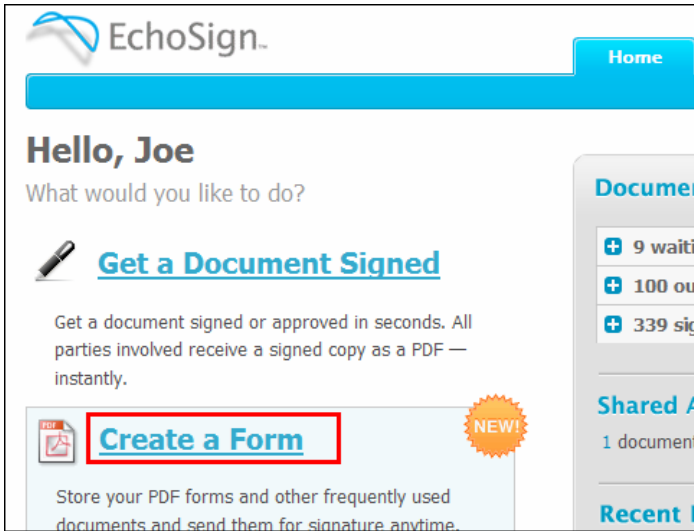 EchoSign™
Home
Hello, Joe
What would you like to do?
Get a Document Signed
Get a document signed or approved in seconds. All
parties involved receive a signed copy as a PDF —
instantly.
PDF
Create a Form
NEW!
Store your PDF forms and other frequently used
documents and send them for signature anytime.
Documen
9 waiti
100 ou
339 sig
Shared A
1 document
Recent